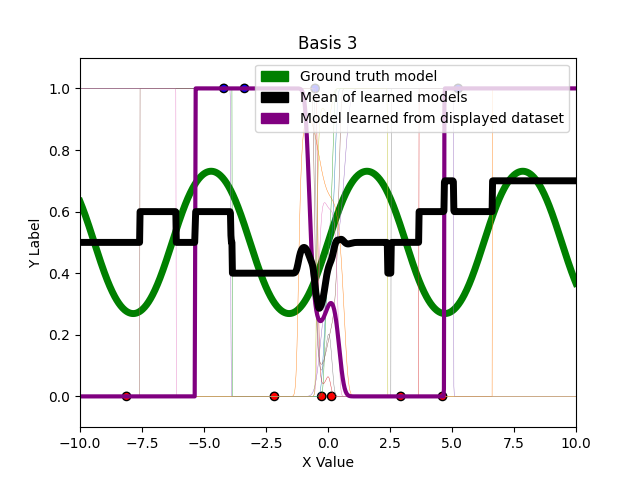 Basis 3
Ground truth model
Mean of learned models
Model learned from displayed dataset
Y Label
1.0
0.8
0.6
0.4
0.2
0.0
−10.0 −7.5 −5.0 −2.5 0.0 2.5 5.0 7.5 10.0
X Value